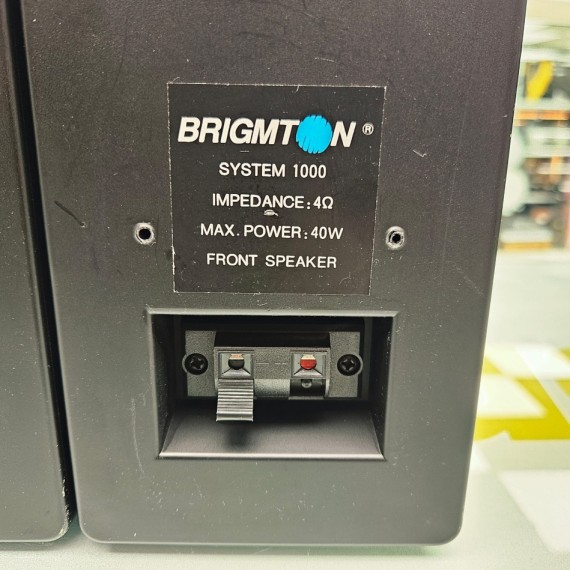 BRIGMTON®
SYSTEM 1000
IMPEDANCE:4Ω
MAX. POWER:40W
FRONT SPEAKER